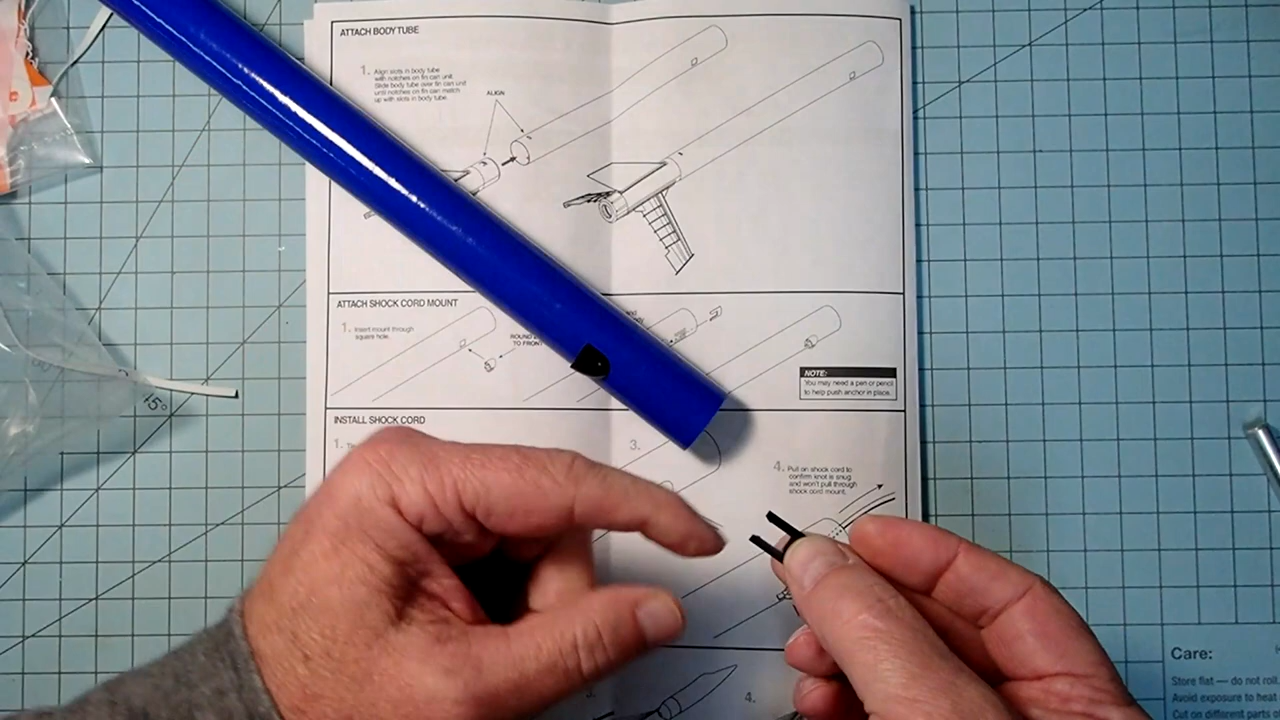 ATTACH BODY TUBE
1. Align slots in body tube
with notches on fin can unit.
Slide body tube over fin can unit
until notches on fin can match
up with slots in body tube.
ALIGN
ATTACH SHOCK CORD MOUNT
1. Insert mount through
square hole.
ROUND
TO FRONT
NOTE:
You may need a pen or pencil
to help push anchor in place.
INSTALL SHOCK CORD
1.
3.
4. Pull on shock cord to
confirm knot is snug
and won't pull through
shock cord mount.
3.
4.
15°
Care:
Store flat — do not roll.
Avoid exposure to heat
Cut on different parts o